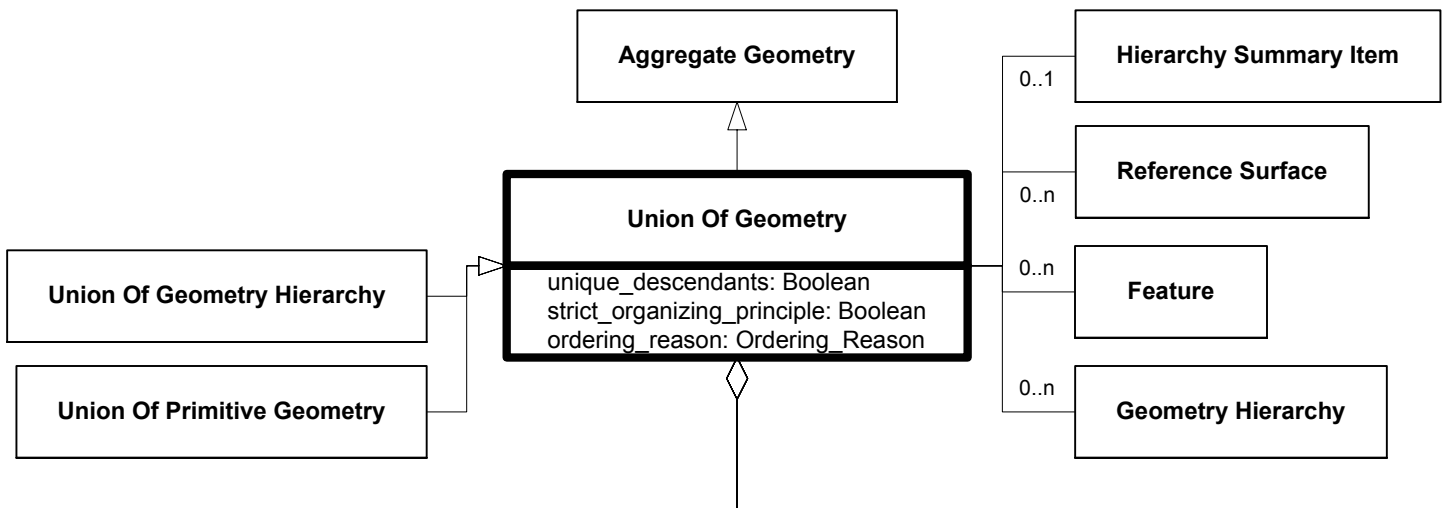 Aggregate Geometry
Hierarchy Summary Item
0..1
Reference Surface
0..n
Union Of Geometry
Union Of Geometry Hierarchy
unique_descendants: Boolean
strict_organizing_principle: Boolean
ordering_reason: Ordering_Reason
0..n
Feature
Union Of Primitive Geometry
0..n
Geometry Hierarchy